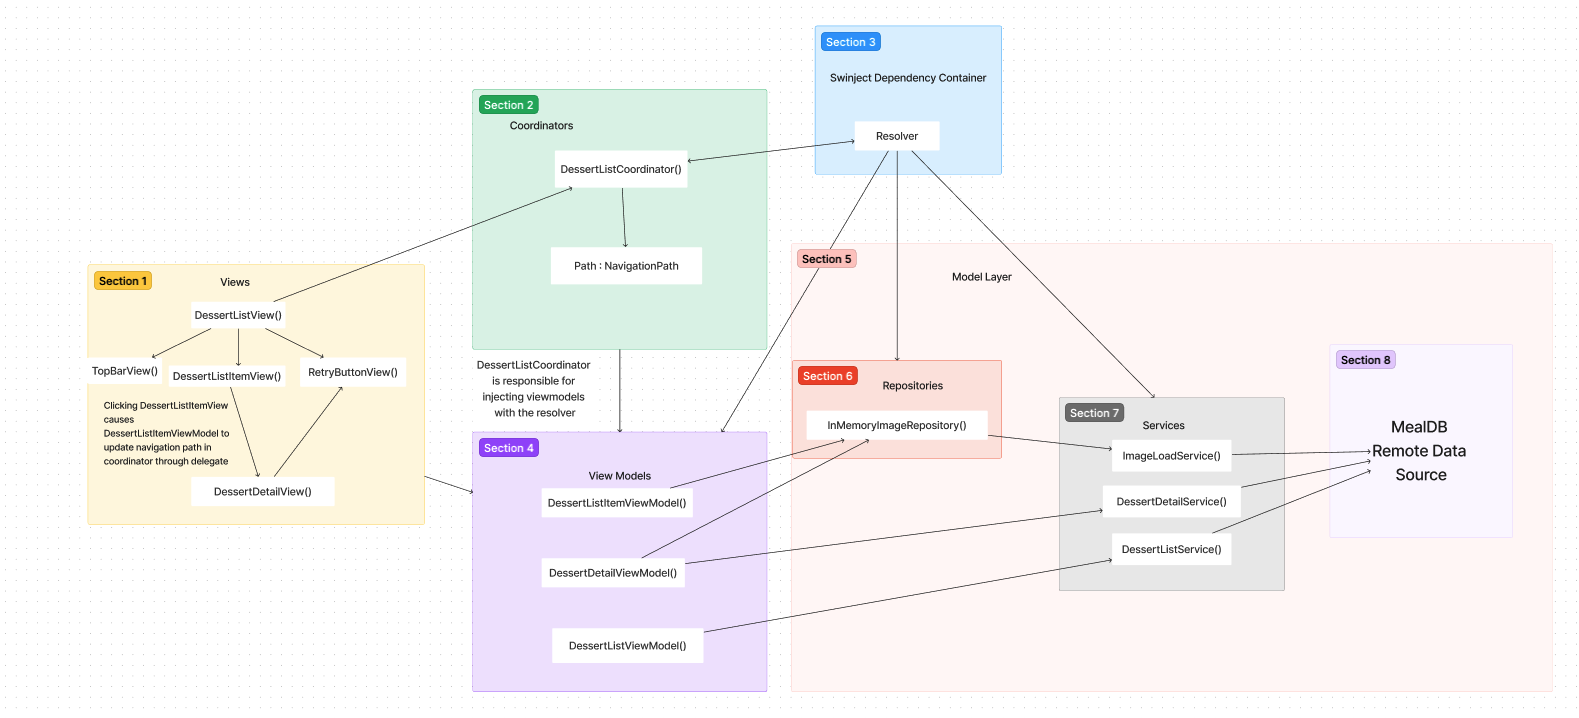 Section 3
Swinject Dependency Container
Resolver
Section 2
Coordinators
DessertListCoordinator()
Path : NavigationPath
Section 1
Views
DessertListView()
TopBarView()
DessertListItemView()
RetryButtonView()
Clicking DessertListItemView
causes
DessertListItemViewModel to
update navigation path in
coordinator through delegate
DessertDetailView()
DessertListCoordinator
is responsible for
injecting viewmodels
with the resolver
Section 4
View Models
DessertListItemViewModel()
DessertDetailViewModel()
DessertListViewModel()
Section 5
Model Layer
Section 6
Repositories
InMemoryImageRepository()
Section 7
Services
ImageLoadService()
DessertDetailService()
DessertListService()
Section 8
MealDB
Remote Data
Source